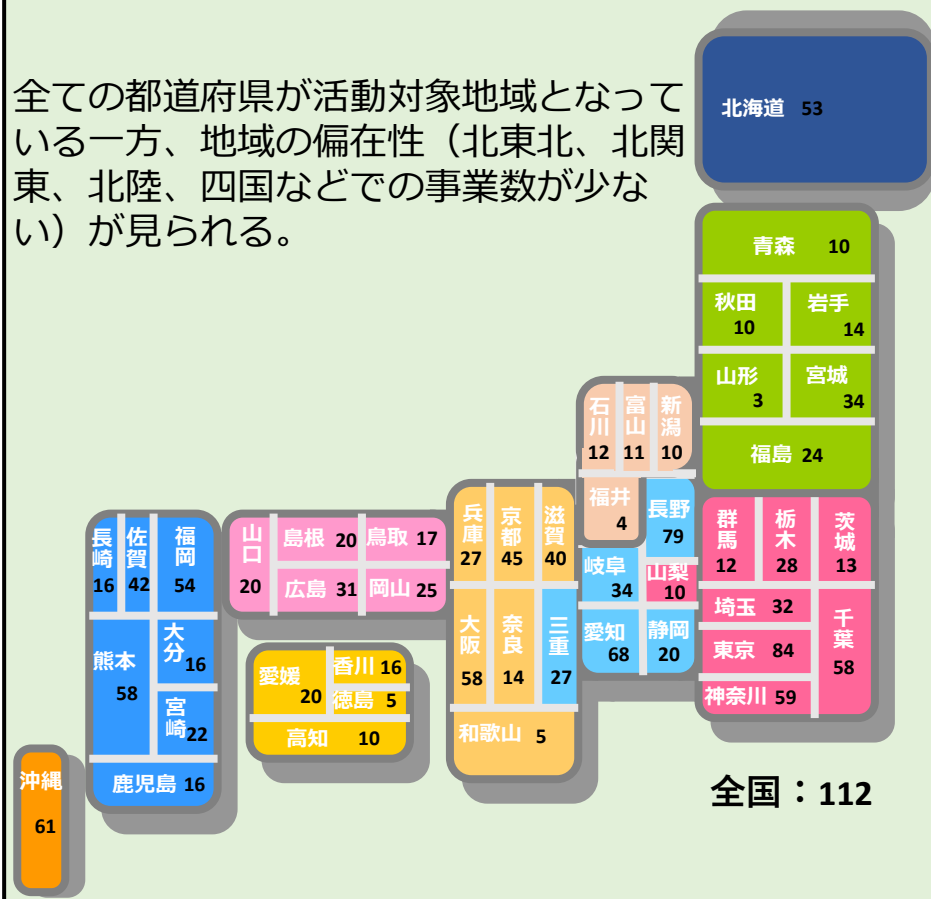 全ての都道府県が活動対象地域となって
いる一方、地域の偏在性（北東北、北関
東、北陸、四国などでの事業数が少な
い）が見られる。
北海道 53
青森 10
秋田 10
岩手 14
山形 3
宮城 34
福島 24
石川 12
富山 11
新潟 10
福井 4
長野 79
岐阜 34
山梨 10
愛知 68
静岡 20
群馬 12
栃木 28
茨城 13
埼玉 32
東京 84
千葉 58
神奈川 59
兵庫 27
京都 45
滋賀 40
大阪 58
奈良 14
三重 27
和歌山 5
山口 20
島根 20
鳥取 17
広島 31
岡山 25
愛媛 20
香川 16
徳島 5
高知 10
長崎 16
佐賀 42
福岡 54
熊本 58
大分 16
宮崎 22
鹿児島 16
沖縄 61
全国：112